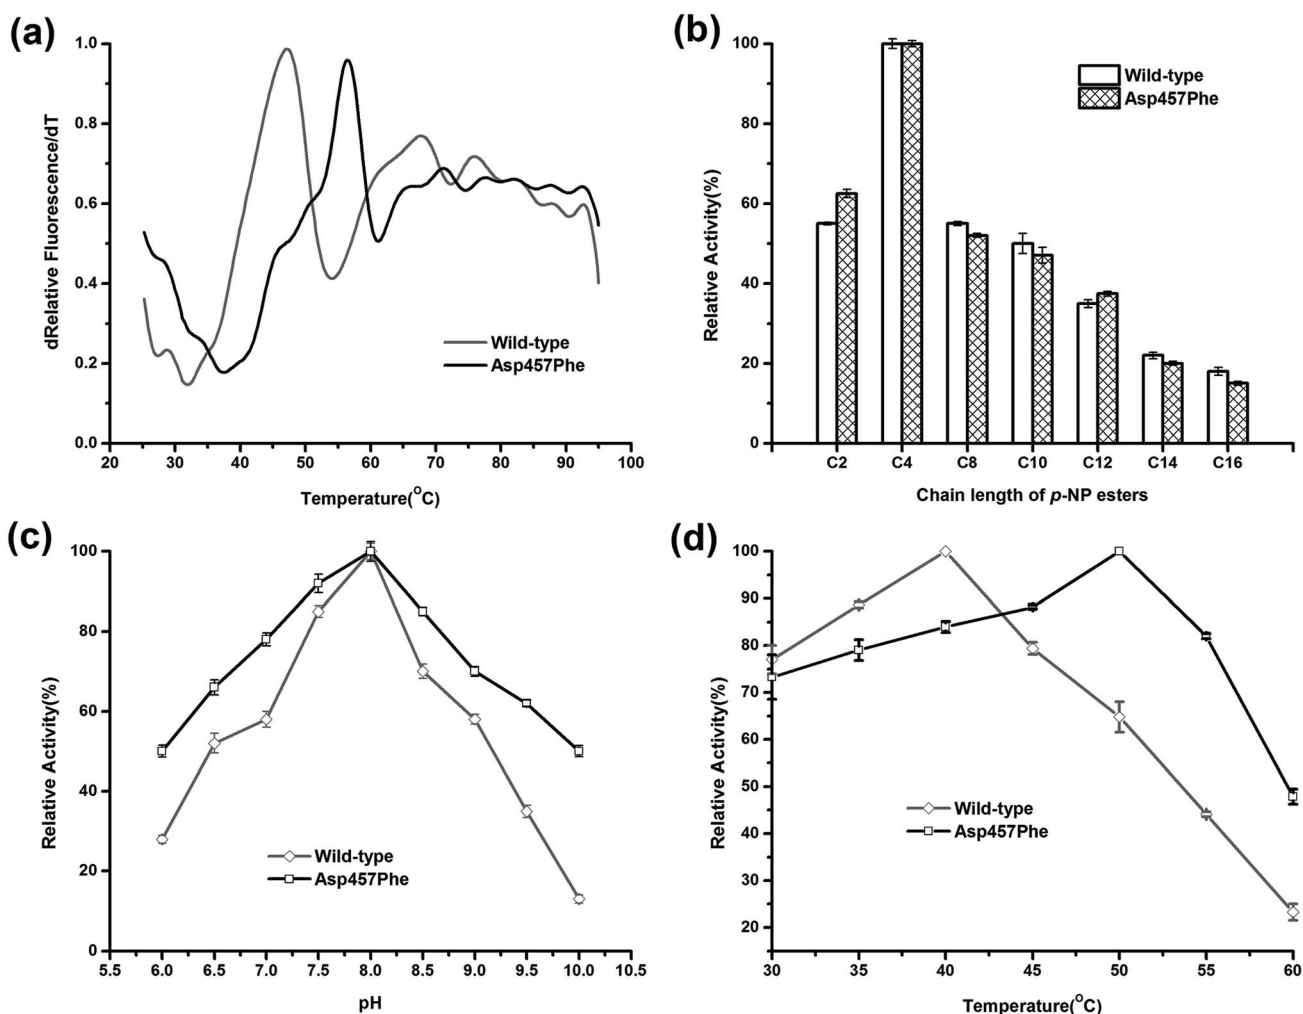 (a)
1.0
0.8
0.6
0.4
0.2
0.0
dRelative Fluorescence/dT
Wild-type
Asp457Phe
20 30 40 50 60 70 80 90 100
Temperature(°C)
(b)
100
80
60
40
20
0
Relative Activity(%)
Wild-type
Asp457Phe
C2 C4 C8 C10 C12 C14 C16
Chain length of p-NP esters
(c)
100
80
60
40
20
0
Relative Activity(%)
Wild-type
Asp457Phe
5.5 6.0 6.5 7.0 7.5 8.0 8.5 9.0 9.5 10.0 10.5
pH
(d)
100
90
80
70
60
50
40
30
20
Relative Activity(%)
Wild-type
Asp457Phe
30 35 40 45 50 55 60
Temperature(°C)